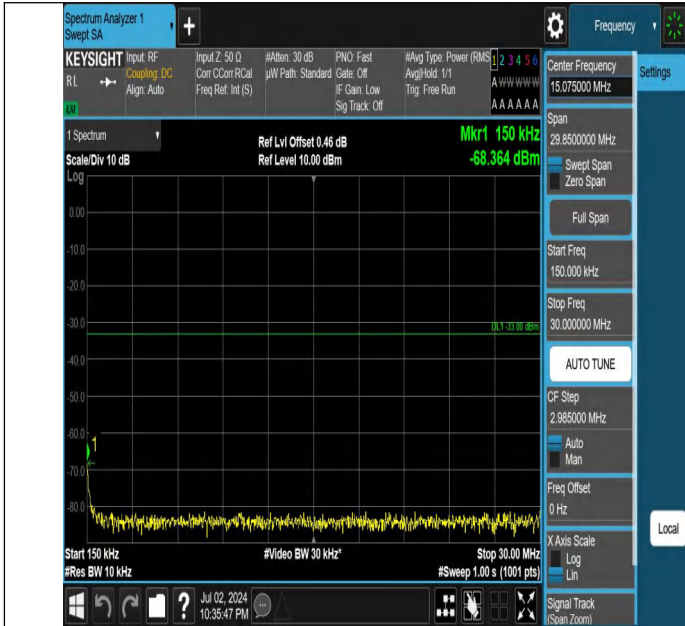 Spectrum Analyzer 1
Swept SA
+
Frequency
KEYSIGHT
RL
Input: RF
Coupling: DC
Align: Auto
Input Z: 50 Ω
Corr CCorr RCal
Freq Ref: Int (S)
#Atten: 30 dB
µW Path: Standard
PNO: Fast
Gate: Off
IF Gain: Low
Sig Track: Off
#Avg Type: Power (RMS
Avg|Hold: 1/1
Trig: Free Run
1 2 3 4 5 6
A W W W W W
A A A A A A
1 Spectrum
Scale/Div 10 dB
Log
Ref Lvl Offset 0.46 dB
Ref Level 10.00 dBm
Mkr1 150 kHz
-68.364 dBm
0.00
-10.0
-20.0
-30.0
DL1 -33.00 dBm
-40.0
-50.0
-60.0
1
-70.0
-80.0
Start 150 kHz
#Video BW 30 kHz*
Stop 30.00 MHz
#Res BW 10 kHz
#Sweep 1.00 s (1001 pts)
Center Frequency
15.075000 MHz
Settings
Span
29.8500000 MHz
Swept Span
Zero Span
Full Span
Start Freq
150.000 kHz
Stop Freq
30.000000 MHz
AUTO TUNE
CF Step
2.985000 MHz
Auto
Man
Freq Offset
0 Hz
X Axis Scale
Log
Lin
Local
Signal Track
(Span Zoom)
?
Jul 02, 2024
10:35:47 PM